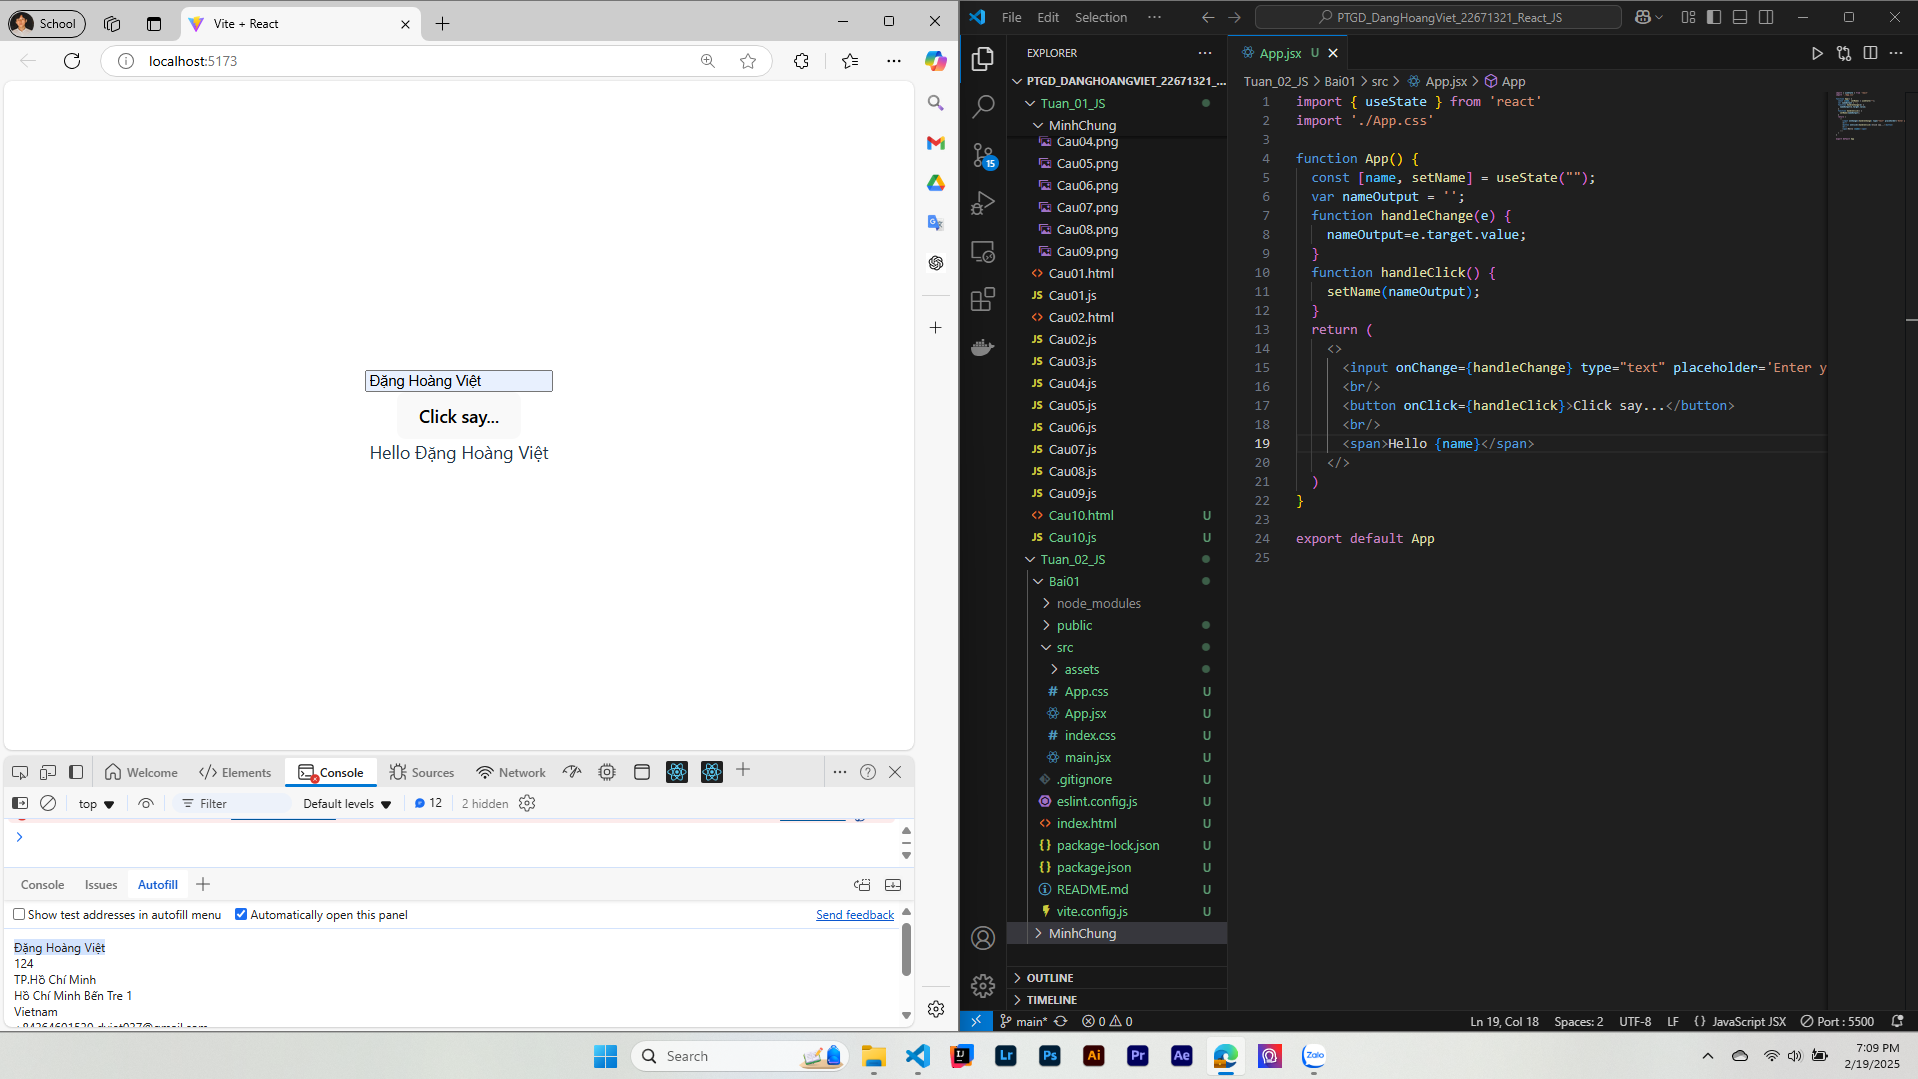 School
Vite + React
localhost:5173
Đặng Hoàng Việt
Click say...
Hello Đặng Hoàng Việt
Welcome
Elements
Console
Sources
Network
top
Filter
Default levels
12
2 hidden
Console
Issues
Autofill
Show test addresses in autofill menu
Automatically open this panel
Send feedback
Đặng Hoàng Việt
124
TP.Hồ Chí Minh
Hồ Chí Minh Bến Tre 1
Vietnam
File Edit Selection
PTGD_DangHoangViet_22671321_React_JS
EXPLORER
PTGD_DANGHOANGVIET_22671321_...
Tuan_01_JS
MinhChung
Cau04.png
Cau05.png
Cau06.png
Cau07.png
Cau08.png
Cau09.png
Cau01.html
Cau01.js
Cau02.html
Cau02.js
Cau03.js
Cau04.js
Cau05.js
Cau06.js
Cau07.js
Cau08.js
Cau09.js
Cau10.html U
Cau10.js U
Tuan_02_JS
Bai01
node_modules
public
src
assets
App.css U
App.jsx U
index.css U
main.jsx U
.gitignore U
eslint.config.js U
index.html U
package-lock.json U
package.json U
README.md U
vite.config.js U
MinhChung
OUTLINE
TIMELINE
15
App.jsx U
Tuan_02_JS > Bai01 > src > App.jsx > App
1 import { useState } from 'react'
2 import './App.css'
3
4 function App() {
5 const [name, setName] = useState("");
6 var nameOutput = '';
7 function handleChange(e) {
8 nameOutput=e.target.value;
9 }
10 function handleClick() {
11 setName(nameOutput);
12 }
13 return (
14 <>
15 <input onChange={handleChange} type="text" placeholder='Enter y
16 <br/>
17 <button onClick={handleClick}>Click say...</button>
18 <br/>
19 <span>Hello {name}</span>
20 </>
21 )
22 }
23
24 export default App
25
main* 0 0
Ln 19, Col 18 Spaces: 2 UTF-8 LF {} JavaScript JSX Port : 5500
Search
Lr Ps Ai Pr Ae Zalo
7:09 PM
2/19/2025